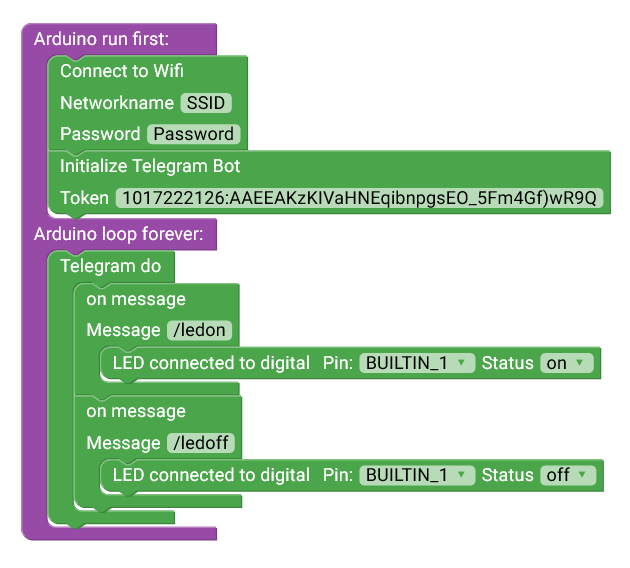 Arduino run first:
Connect to Wifi
Networkname SSID
Password Password
Initialize Telegram Bot
Token 1017222126:AAEEAKzKIVaHNEqibnpgsEO_5Fm4Gf)wR9Q
Arduino loop forever:
Telegram do
on message
Message /ledon
LED connected to digital Pin: BUILTIN_1 Status on
on message
Message /ledoff
LED connected to digital Pin: BUILTIN_1 Status off